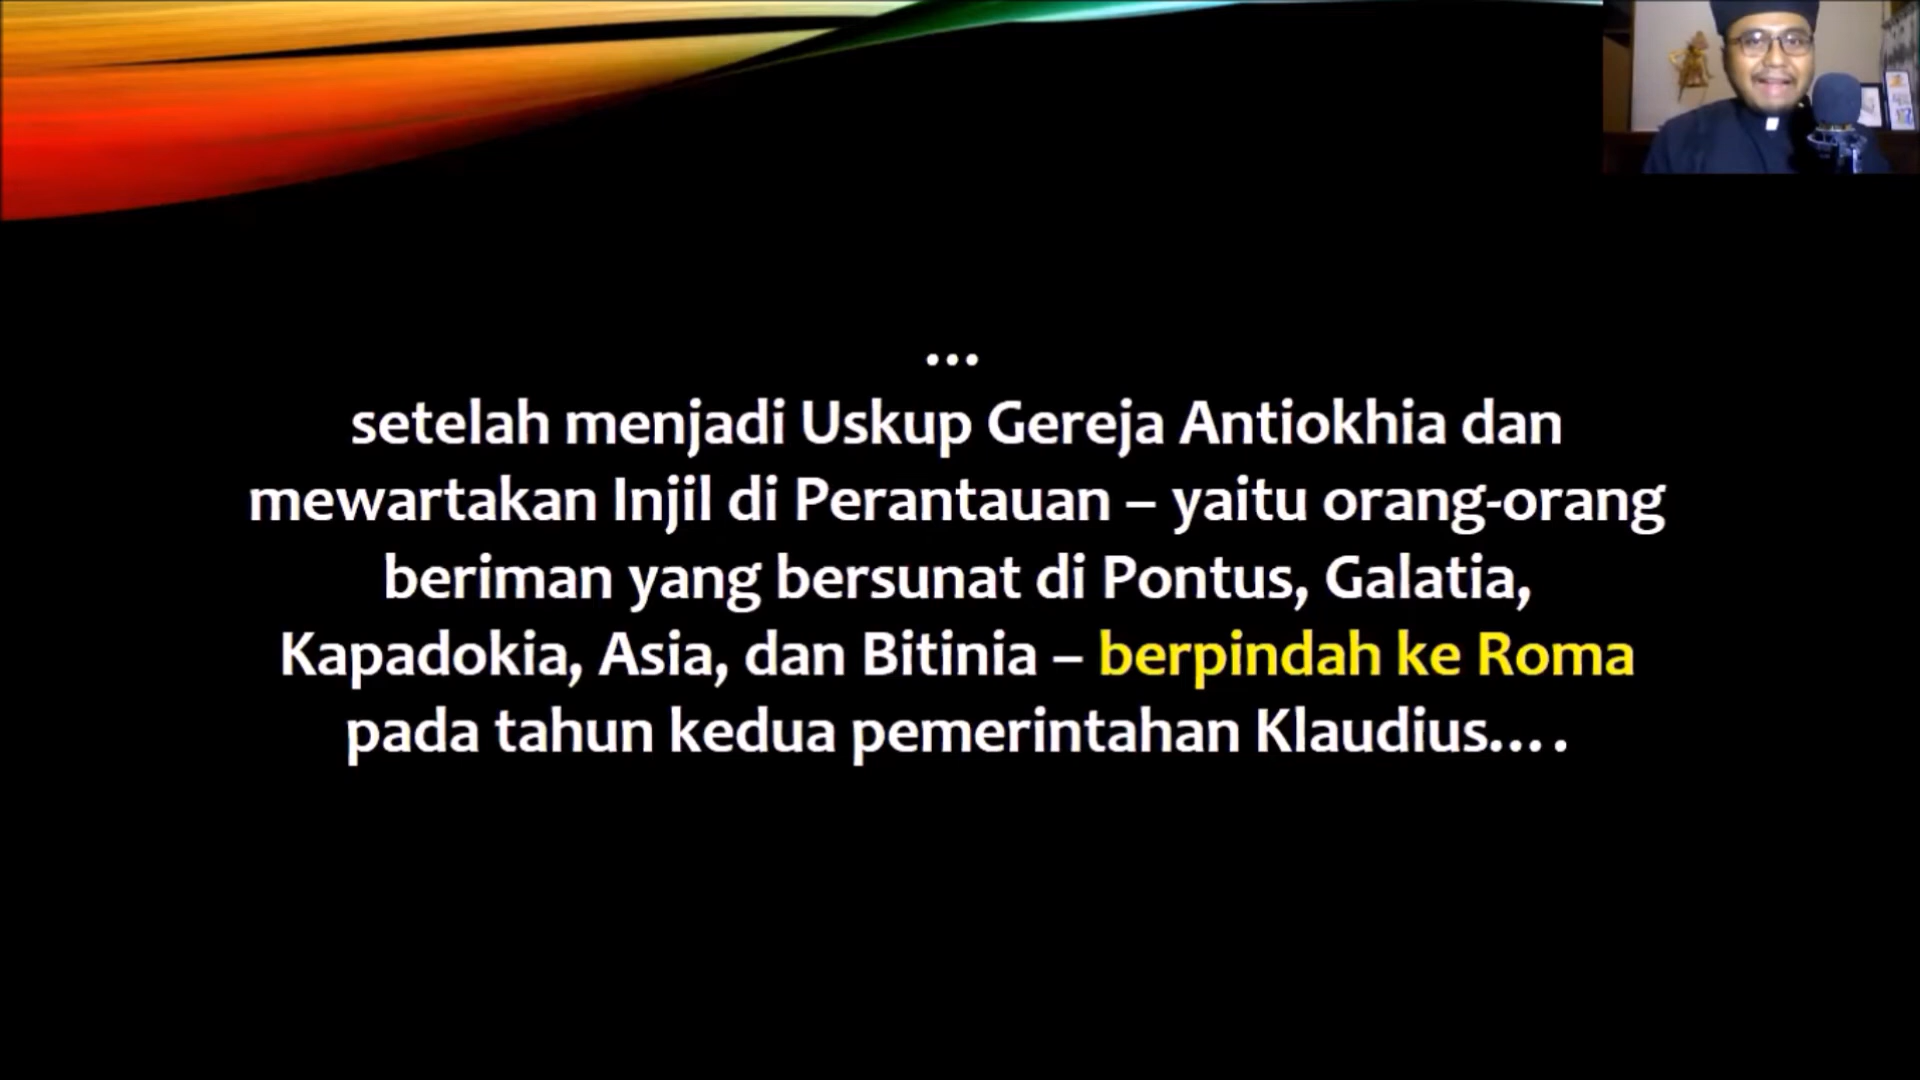 ...
setelah menjadi Uskup Gereja Antiokhia dan
mewartakan Injil di Perantauan – yaitu orang-orang
beriman yang bersunat di Pontus, Galatia,
Kapadokia, Asia, dan Bitinia – berpindah ke Roma
pada tahun kedua pemerintahan Klaudius....